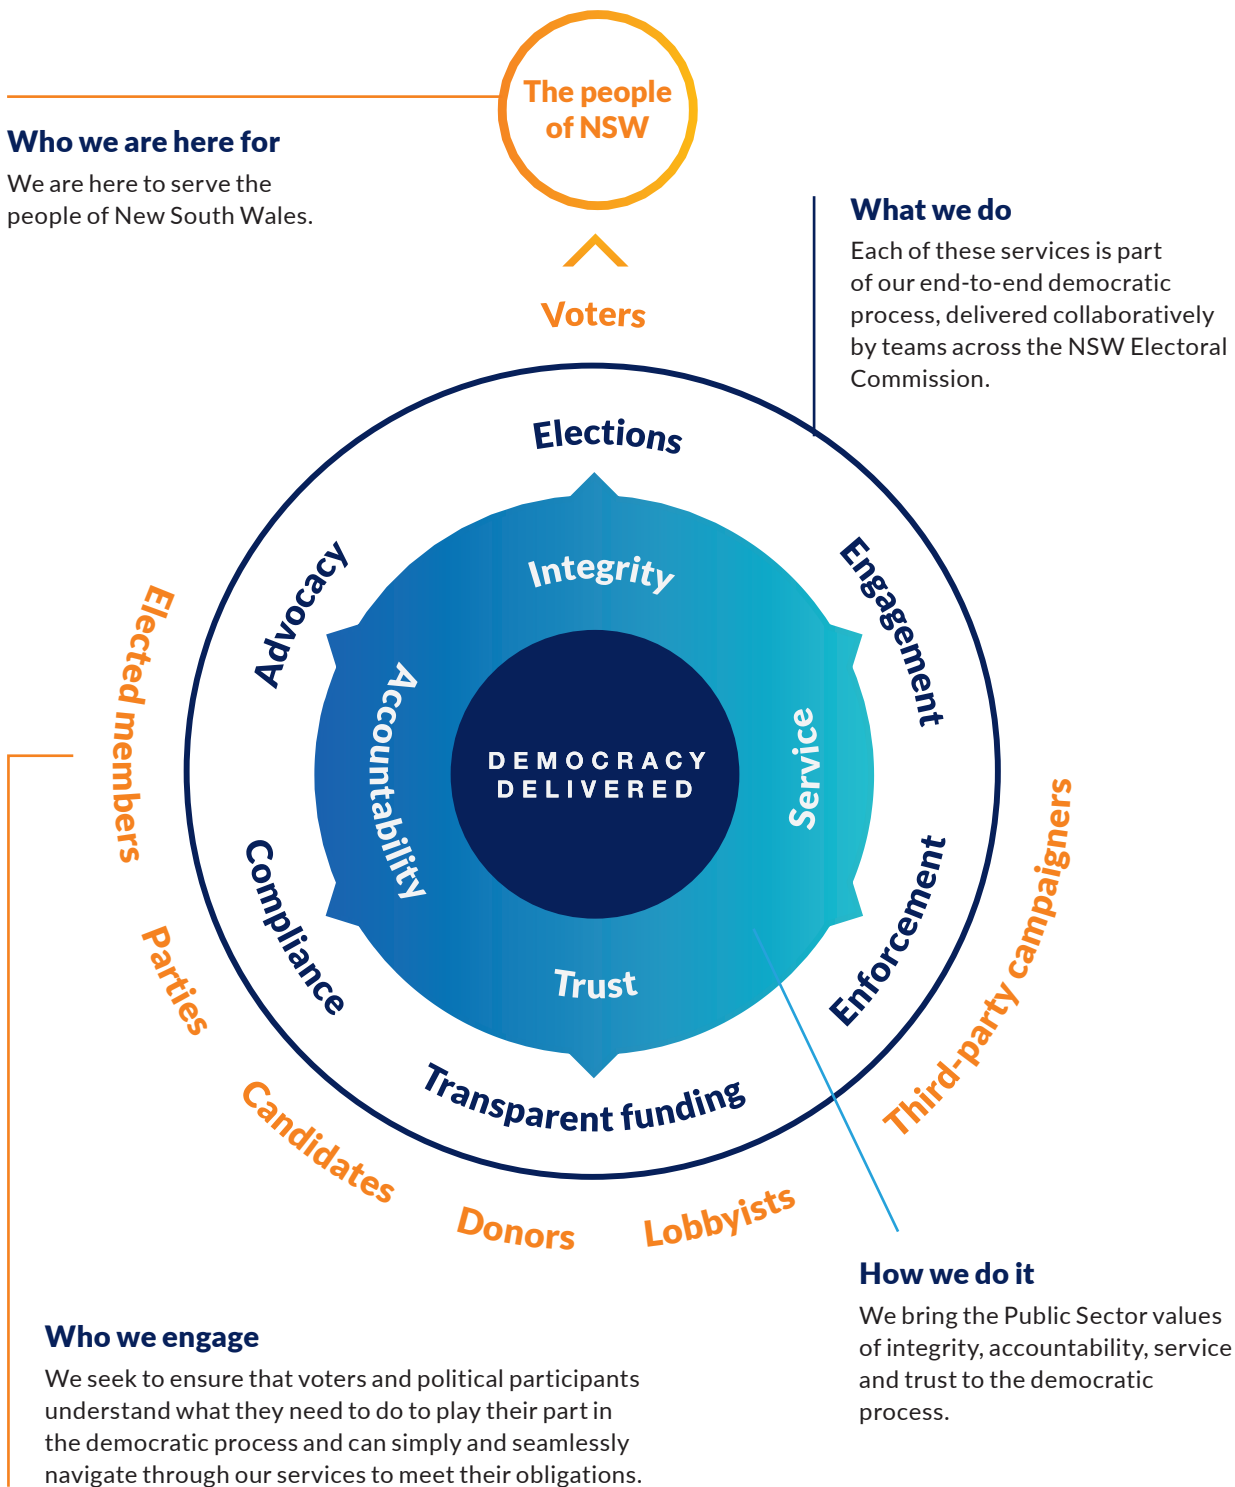 The people
of NSW
Who we are here for
We are here to serve the
people of New South Wales.
What we do
Each of these services is part
of our end-to-end democratic
process, delivered collaboratively
by teams across the NSW Electoral
Commission.
Voters
Elections
Advocacy
Engagement
Integrity
Elected members
Accountability
DEMOCRACY
DELIVERED
Service
Compliance
Enforcement
Third-party campaigners
Parties
Trust
Transparent funding
Candidates
Donors
Lobbyists
How we do it
We bring the Public Sector values
of integrity, accountability, service
and trust to the democratic
process.
Who we engage
We seek to ensure that voters and political participants
understand what they need to do to play their part in
the democratic process and can simply and seamlessly
navigate through our services to meet their obligations.